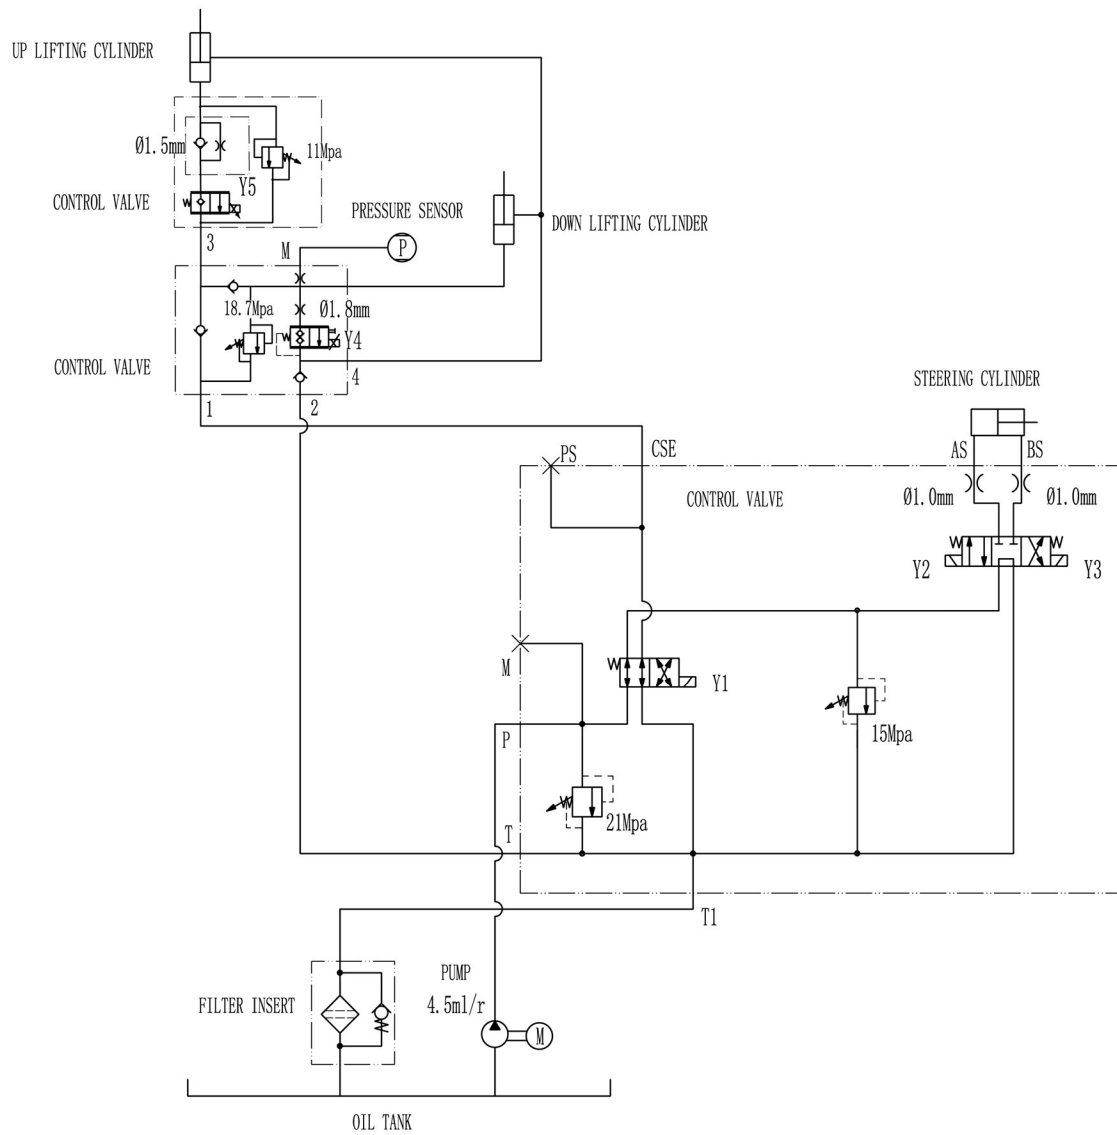 UP LIFTING CYLINDER
Ø1.5mm
11Mpa
Y5
CONTROL VALVE
PRESSURE SENSOR
DOWN LIFTING CYLINDER
3
M
P
18.7Mpa
Ø1.8mm
Y4
CONTROL VALVE
4
1
2
STEERING CYLINDER
PS
CSE
AS
BS
CONTROL VALVE
Ø1.0mm
Ø1.0mm
Y2
Y3
M
Y1
P
15Mpa
21Mpa
T
T1
PUMP
4.5ml/r
FILTER INSERT
M
OIL TANK